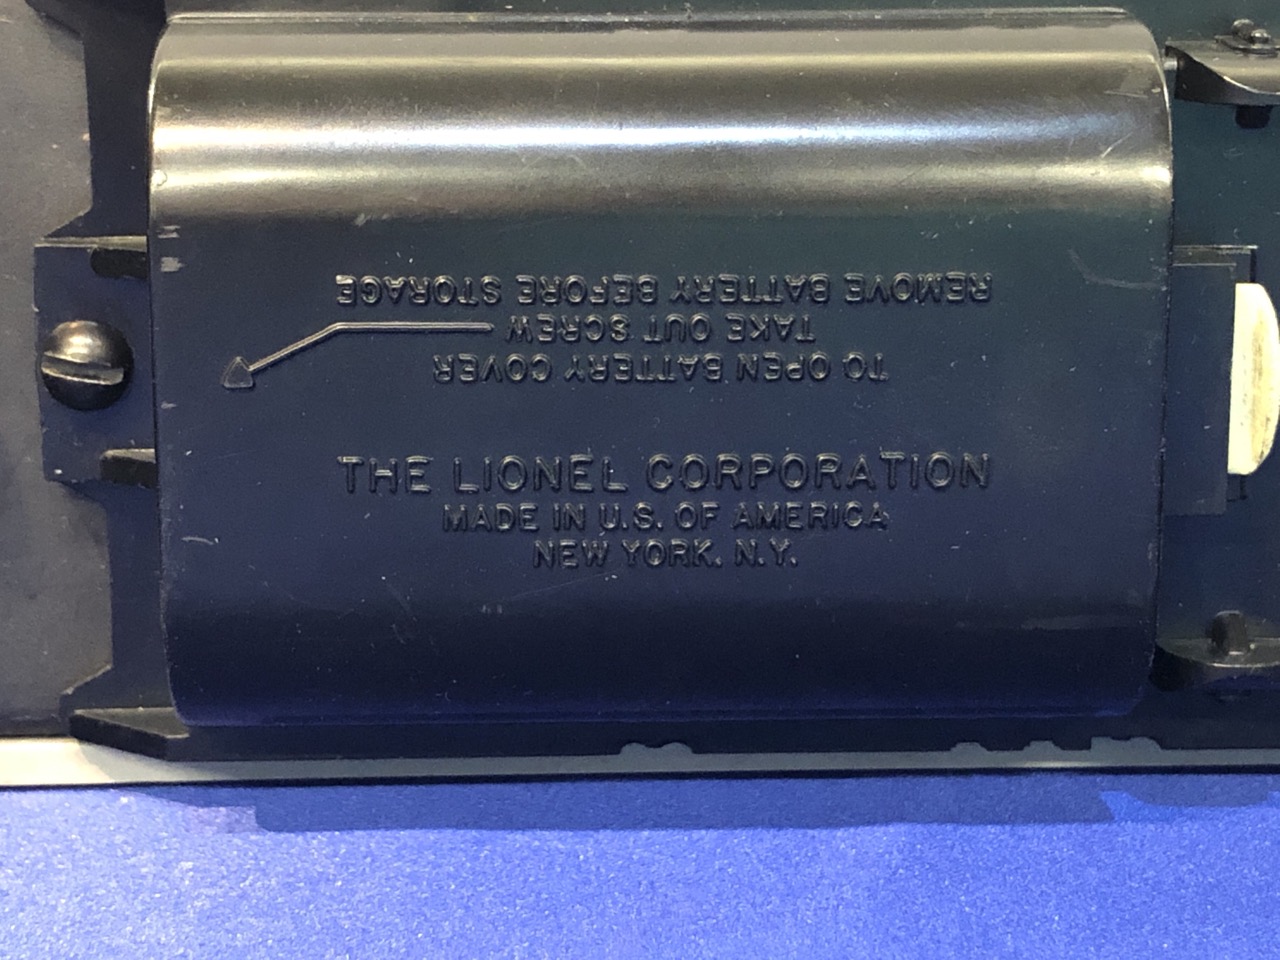 TO OPEN BATTERY COVER
TAKE OUT SCREW
REMOVE BATTERY BEFORE STORAGE
THE LIONEL CORPORATION
MADE IN U.S. OF AMERICA
NEW YORK, N.Y.